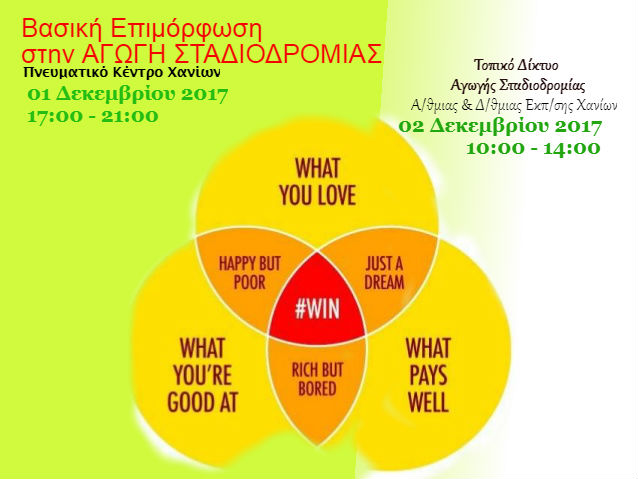 Βασική Επιμόρφωση
στην ΑΓΩΓΗ ΣΤΑΔΙΟΔΡΟΜΙΑΣ
Πνευματικό Κέντρο Χανίων
01 Δεκεμβρίου 2017
17:00 - 21:00
Τοπικό Δίκτυο
Αγωγής Σταδιοδρομίας
Α/θμιας & Δ/θμιας Εκπ/σης Χανίων
02 Δεκεμβρίου 2017
10:00 - 14:00
WHAT
YOU LOVE
HAPPY BUT
POOR
JUST A
DREAM
#WIN
WHAT
YOU'RE
GOOD AT
RICH BUT
BORED
WHAT
PAYS
WELL